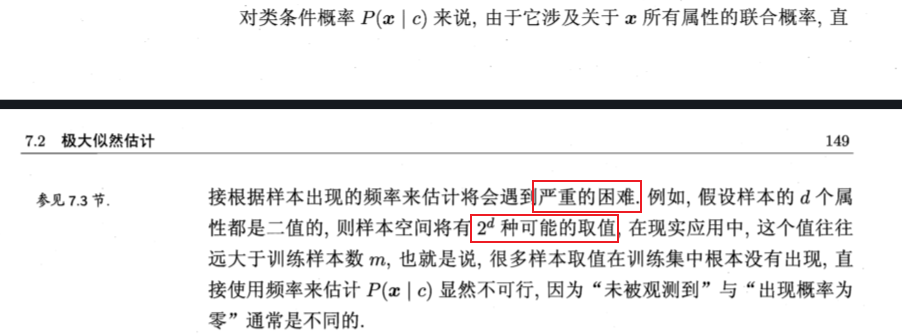 对类条件概率 P(x | c) 来说, 由于它涉及关于 x 所有属性的联合概率, 直
7.2 极大似然估计 149
参见 7.3 节.
接根据样本出现的频率来估计将会遇到严重的困难. 例如, 假设样本的 d 个属
性都是二值的, 则样本空间将有 2^d 种可能的取值, 在现实应用中, 这个值往往
远大于训练样本数 m, 也就是说, 很多样本取值在训练集中根本没有出现, 直
接使用频率来估计 P(x | c) 显然不可行, 因为“未被观测到”与“出现概率为
零”通常是不同的.